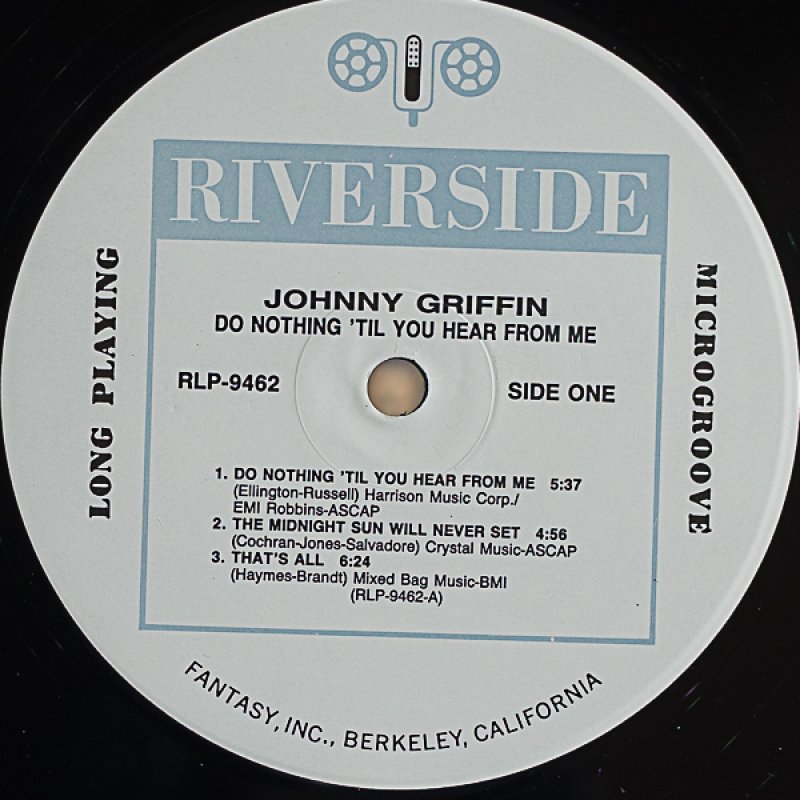 RIVERSIDE
LONG PLAYING
MICROGROOVE
JOHNNY GRIFFIN
DO NOTHING 'TIL YOU HEAR FROM ME
RLP-9462
SIDE ONE
1. DO NOTHING 'TIL YOU HEAR FROM ME 5:37
(Ellington-Russell) Harrison Music Corp./
EMI Robbins-ASCAP
2. THE MIDNIGHT SUN WILL NEVER SET 4:56
(Cochran-Jones-Salvadore) Crystal Music-ASCAP
3. THAT'S ALL 6:24
(Haymes-Brandt) Mixed Bag Music-BMI
(RLP-9462-A)
FANTASY, INC., BERKELEY, CALIFORNIA